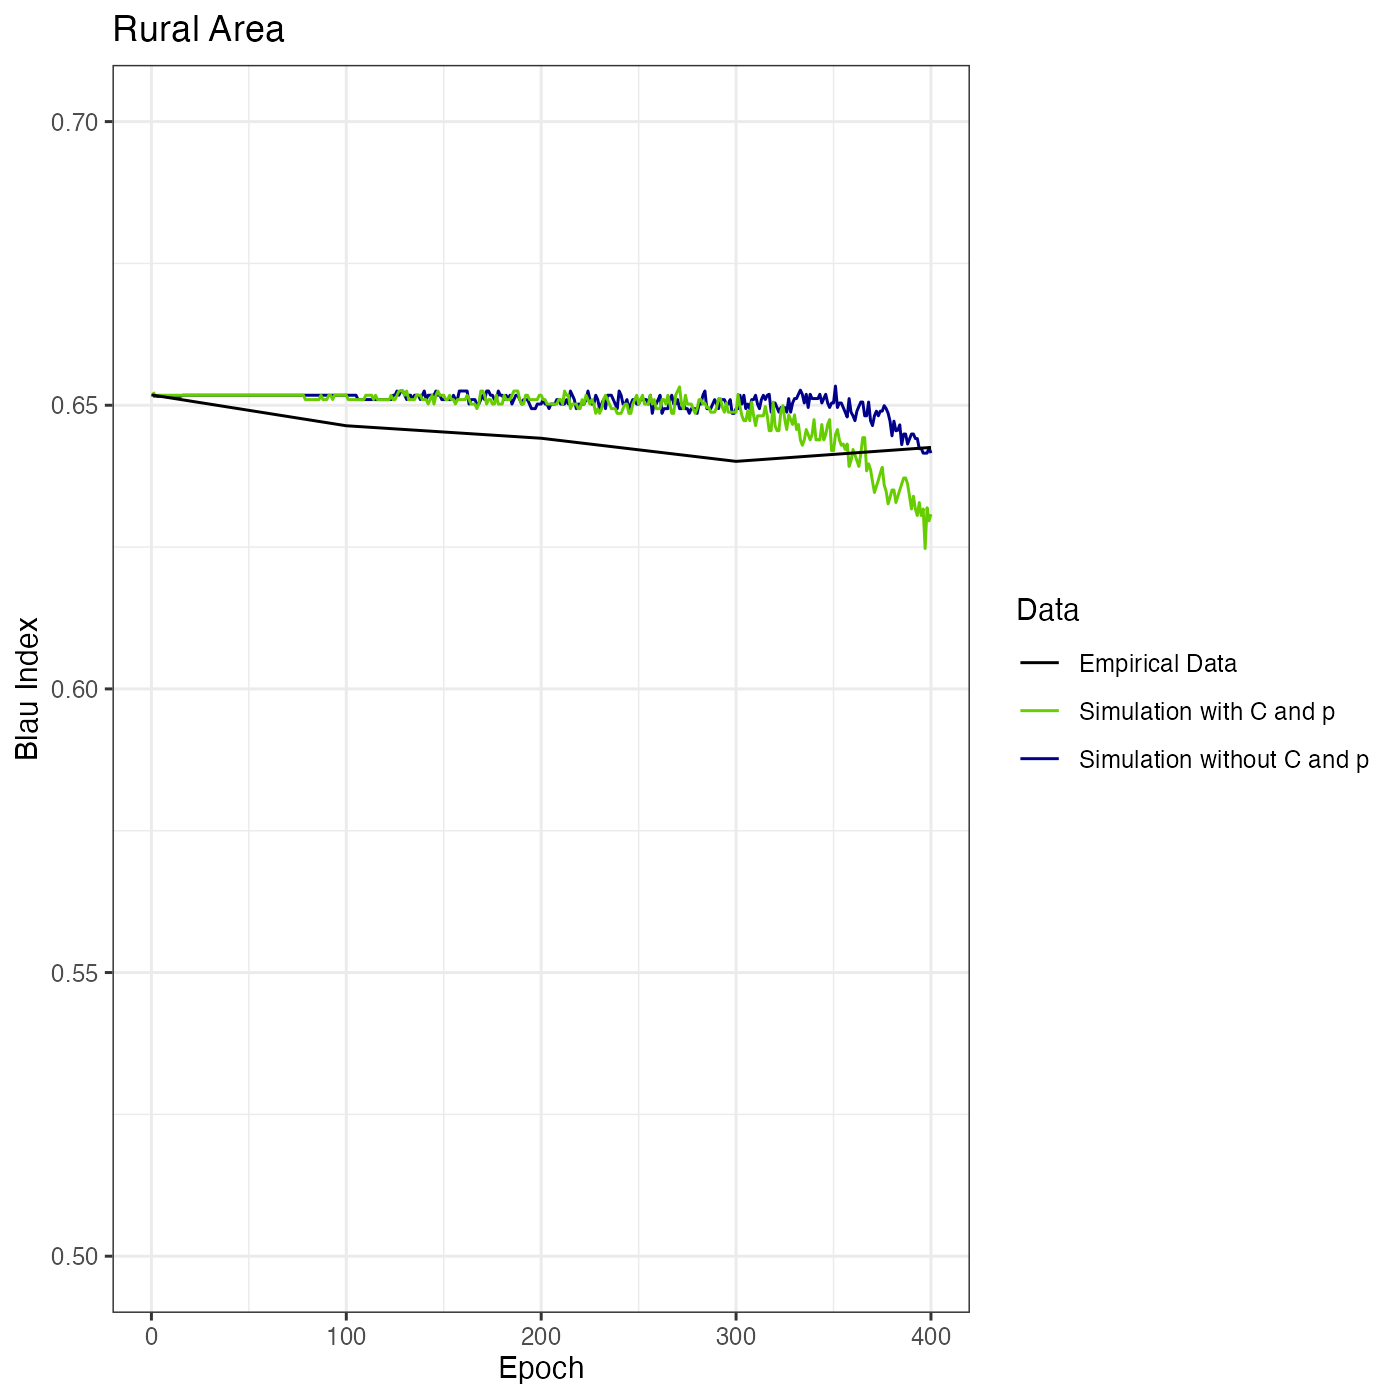 Rural Area
0.70
0.65
0.60
0.55
0.50
Blau Index
0
100
200
300
400
Epoch
Data
Empirical Data
Simulation with C and p
Simulation without C and p